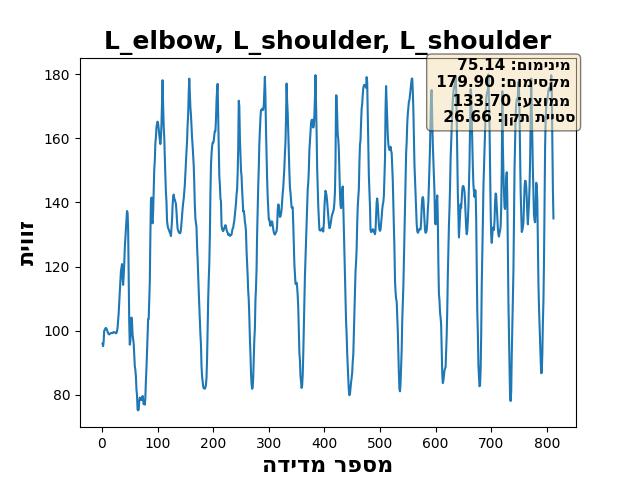 L_elbow, L_shoulder, L_shoulder
מינימום: 75.14
מקסימום: 179.90
ממוצע: 133.70
סטיית תקן: 26.66
זווית
180
160
140
120
100
80
0 100 200 300 400 500 600 700 800
מספר מדידה